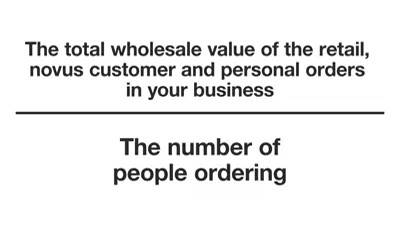 The total wholesale value of the retail,
novus customer and personal orders
in your business
The number of
people ordering